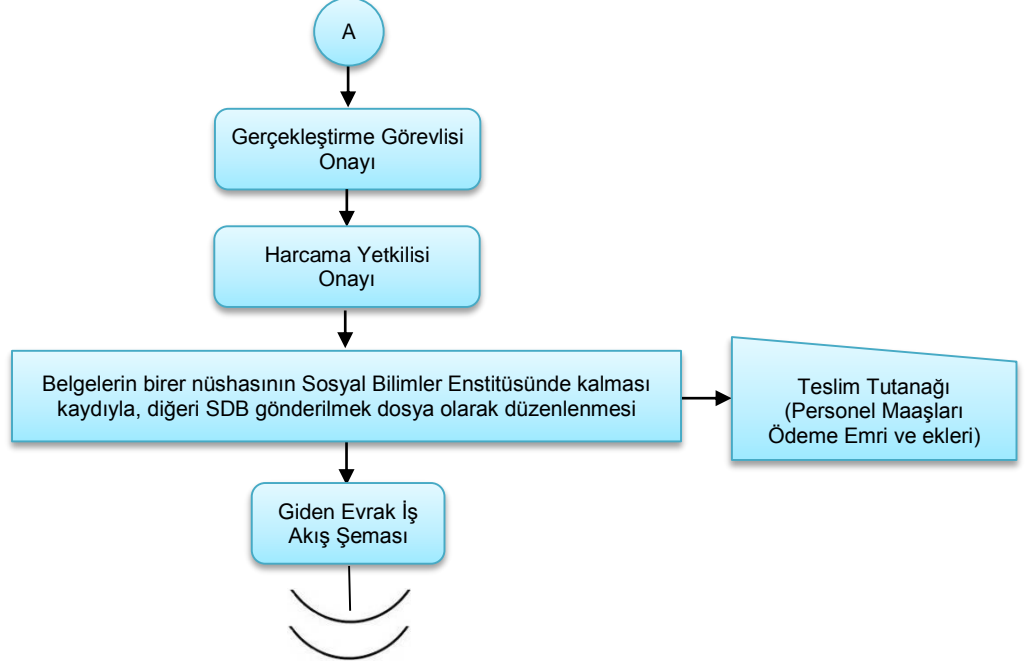 A
Gerçekleştirme Görevlisi
Onayı
Harcama Yetkilisi
Onayı
Belgelerin birer nüshasının Sosyal Bilimler Enstitüsünde kalması
kaydıyla, diğeri SDB gönderilmek dosya olarak düzenlenmesi
Teslim Tutanağı
(Personel Maaşları
Ödeme Emri ve ekleri)
Giden Evrak İş
Akış Şeması